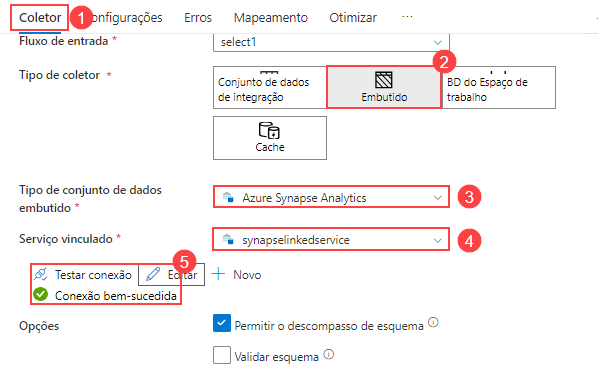 Coletor 1 onfigurações Erros Mapeamento Otimizar ...
Fluxo de entrada * select1
2
Tipo de coletor *
Conjunto de dados de integração
Embutido
BD do Espaço de trabalho
Cache
Tipo de conjunto de dados
embutido * Azure Synapse Analytics 3
Serviço vinculado * synapselinkedservice 4
5
Testar conexão Editar + Novo
Conexão bem-sucedida
Opções Permitir o descompasso de esquema
Validar esquema